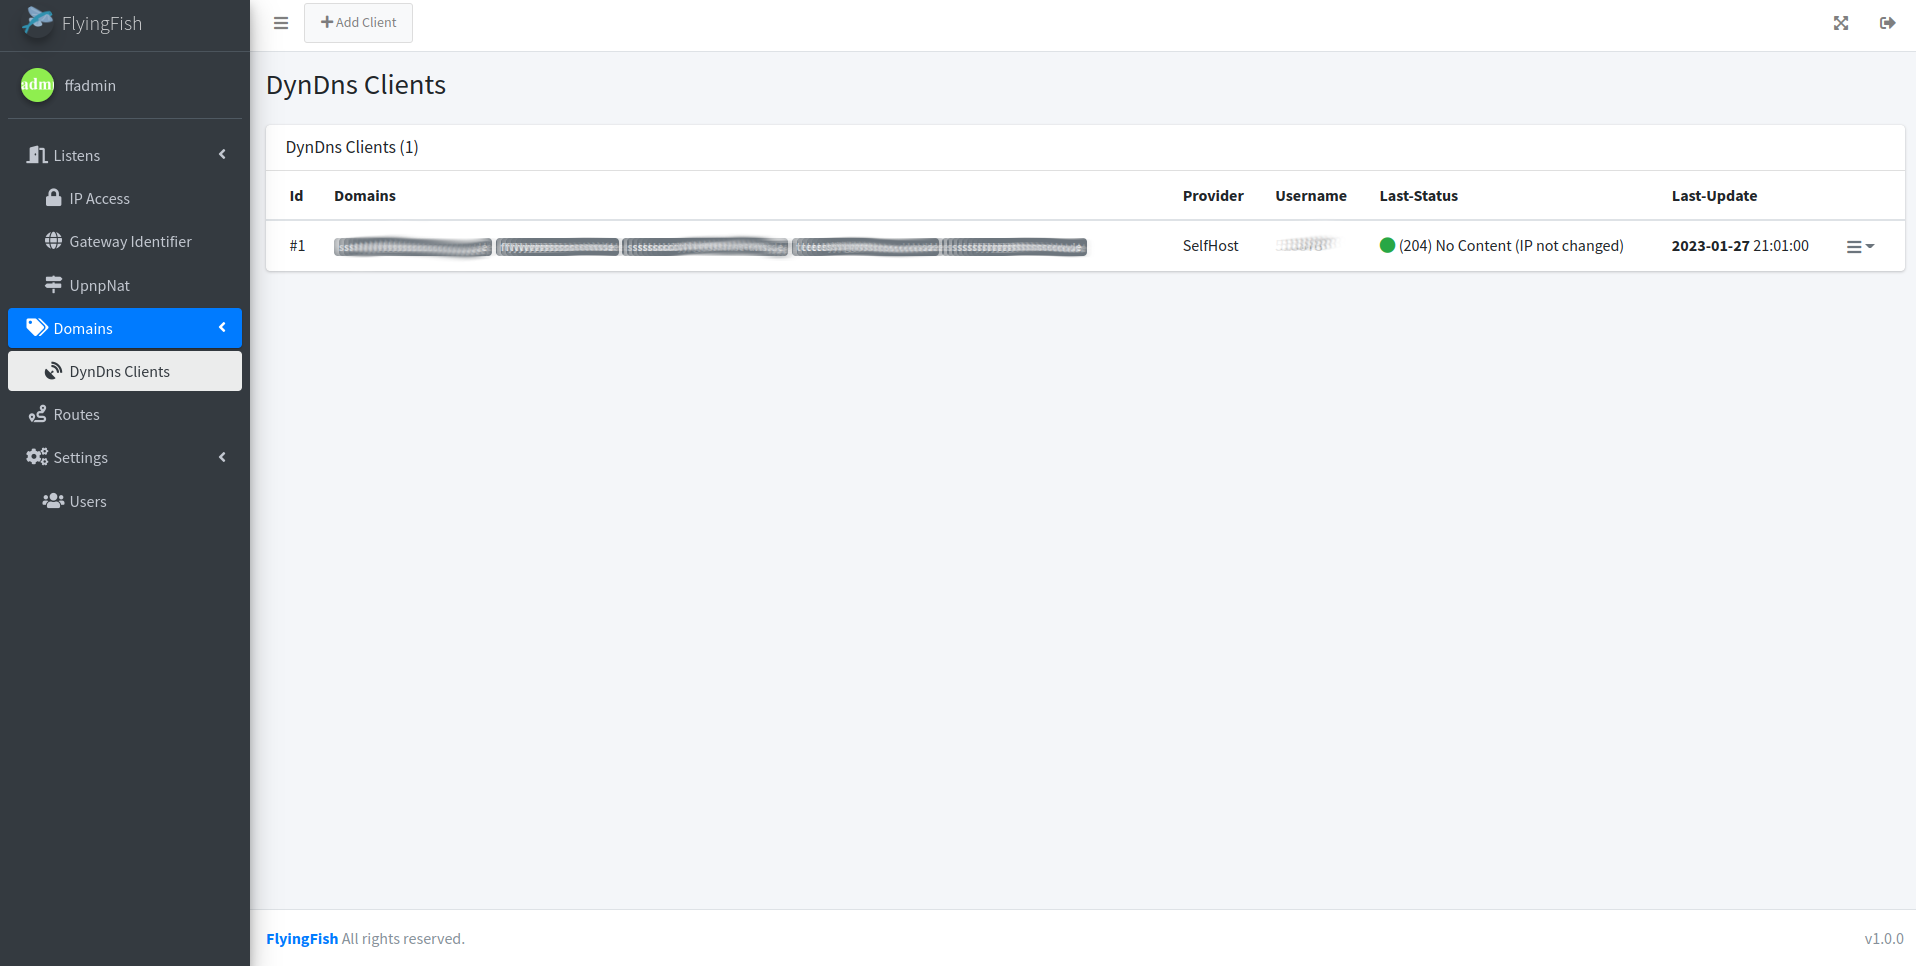 FlyingFish
Add Client
adm
ffadmin
Listens
IP Access
Gateway Identifier
UpnpNat
Domains
DynDns Clients
Routes
Settings
Users
DynDns Clients
DynDns Clients (1)
Id Domains Provider Username Last-Status Last-Update
#1 SelfHost (204) No Content (IP not changed) 2023-01-27 21:01:00
FlyingFish All rights reserved.
v1.0.0